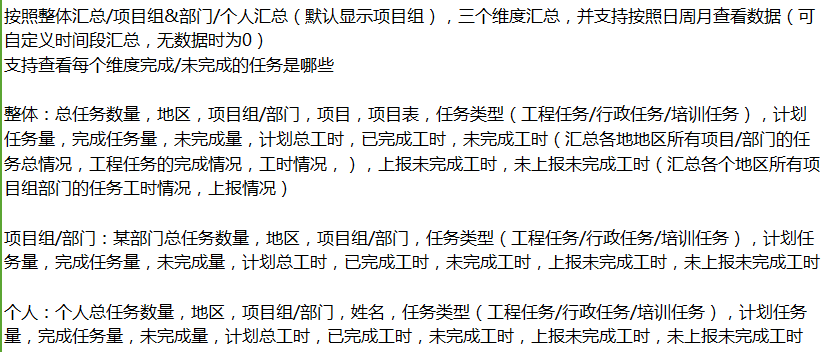 按照整体汇总/项目组&部门/个人汇总（默认显示项目组），三个维度汇总，并支持按照日周月查看数据（可
自定义时间段汇总，无数据时为0）
支持查看每个维度完成/未完成的任务是哪些
整体：总任务数量，地区，项目组/部门，项目，项目表，任务类型（工程任务/行政任务/培训任务），计划
任务量，完成任务量，未完成量，计划总工时，已完成工时，未完成工时（汇总各地地区所有项目/部门的任
务总情况，工程任务的完成情况，工时情况，），上报未完成工时，未上报未完成工时（汇总各个地区所有项
目组部门的任务工时情况，上报情况）
项目组/部门：某部门总任务数量，地区，项目组/部门，任务类型（工程任务/行政任务/培训任务），计划任
务量，完成任务量，未完成量，计划总工时，已完成工时，未完成工时，上报未完成工时，未上报未完成工时
个人：个人总任务数量，地区，项目组/部门，姓名，任务类型（工程任务/行政任务/培训任务），计划任务
量，完成任务量，未完成量，计划总工时，已完成工时，未完成工时，上报未完成工时，未上报未完成工时